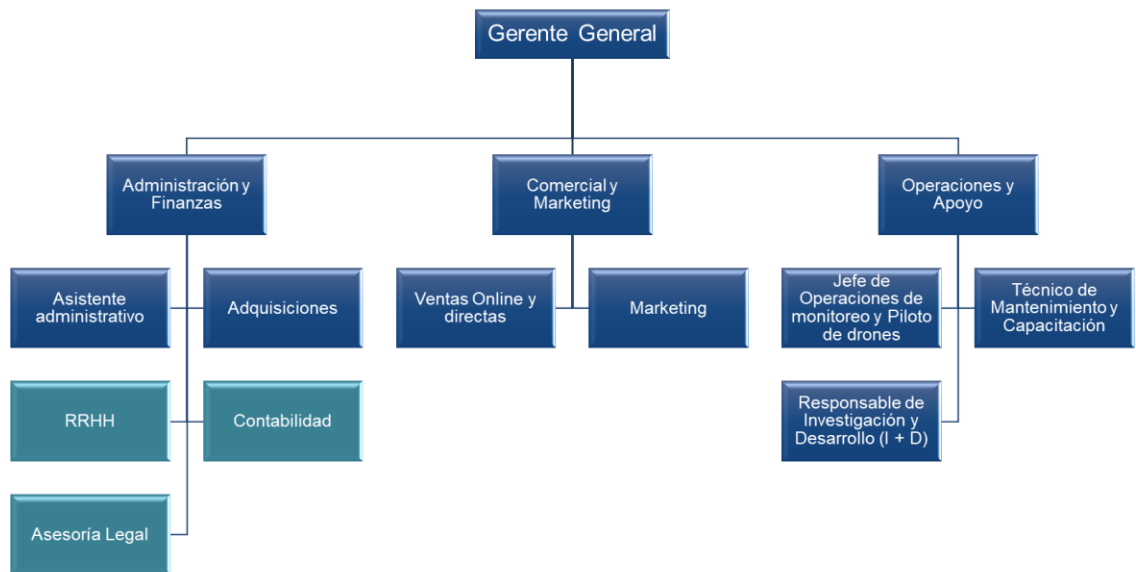 Gerente General
Administración y
Finanzas
Comercial y
Marketing
Operaciones y
Apoyo
Asistente
administrativo
Adquisiciones
Ventas Online y
directas
Marketing
Jefe de
Operaciones de
monitoreo y Piloto
de drones
Técnico de
Mantenimiento y
Capacitación
RRHH
Contabilidad
Responsable de
Investigación y
Desarrollo (I + D)
Asesoría Legal